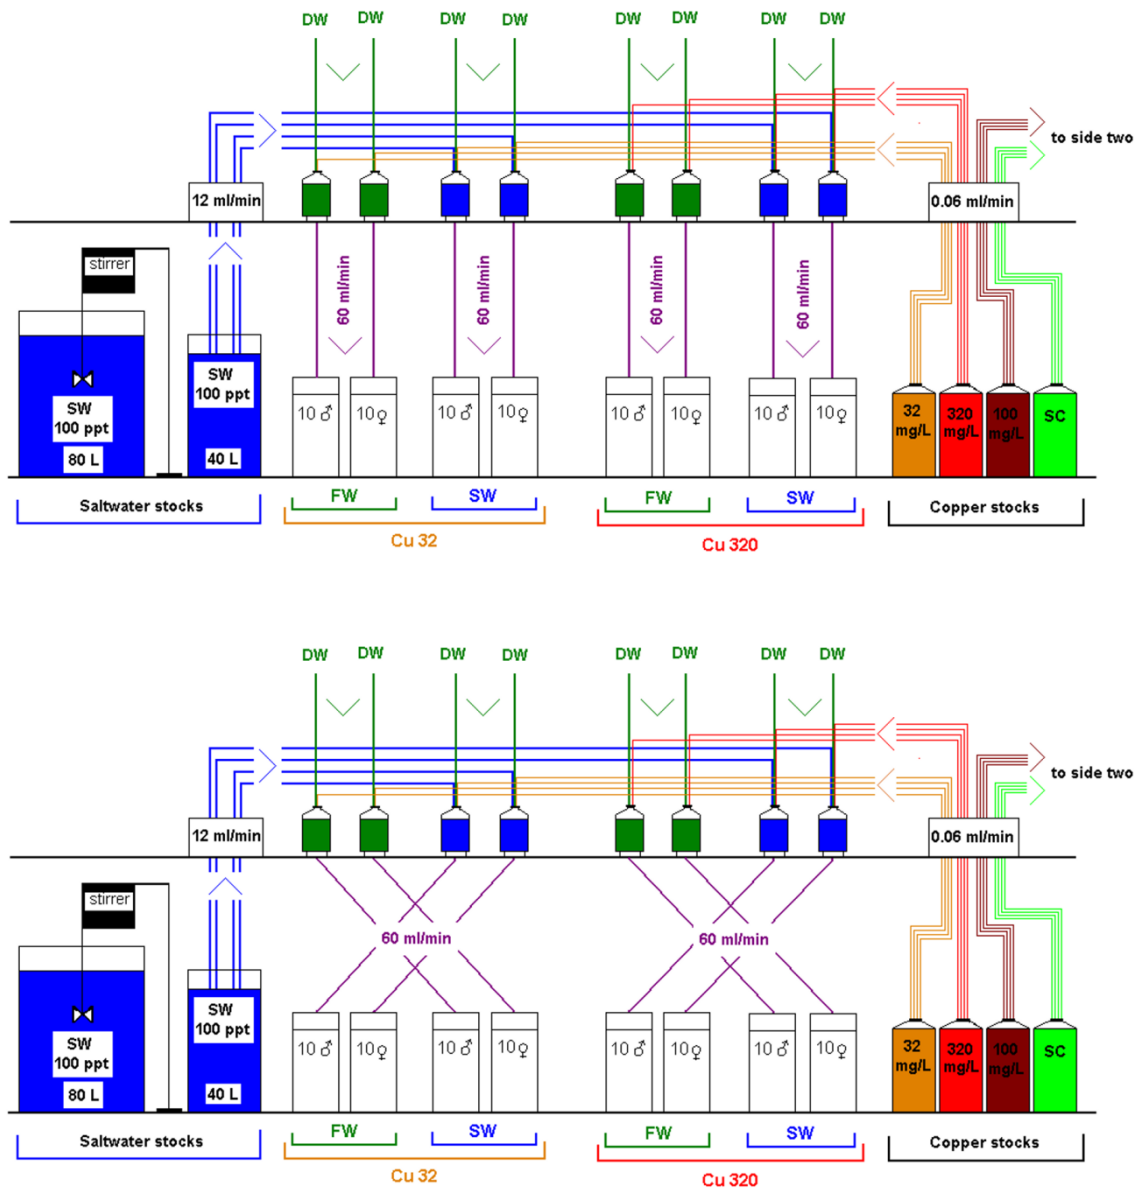 DW DW DW DW DW DW DW DW
to side two
12 ml/min
0.06 ml/min
stirrer
60 ml/min 60 ml/min 60 ml/min 60 ml/min
SW
100 ppt
SW
100 ppt
80 L
40 L
10 ♂ 10♀ 10 ♂ 10♀ 10 ♂ 10♀ 10 ♂ 10♀
32
mg/L
320
mg/L
100
mg/L
SC
Saltwater stocks
FW SW FW SW
Copper stocks
Cu 32
Cu 320
DW DW DW DW DW DW DW DW
to side two
12 ml/min
0.06 ml/min
stirrer
60 ml/min 60 ml/min
SW
100 ppt
SW
100 ppt
80 L
40 L
10 ♂ 10♀ 10 ♂ 10♀ 10 ♂ 10♀ 10 ♂ 10♀
32
mg/L
320
mg/L
100
mg/L
SC
Saltwater stocks
FW SW FW SW
Copper stocks
Cu 32
Cu 320